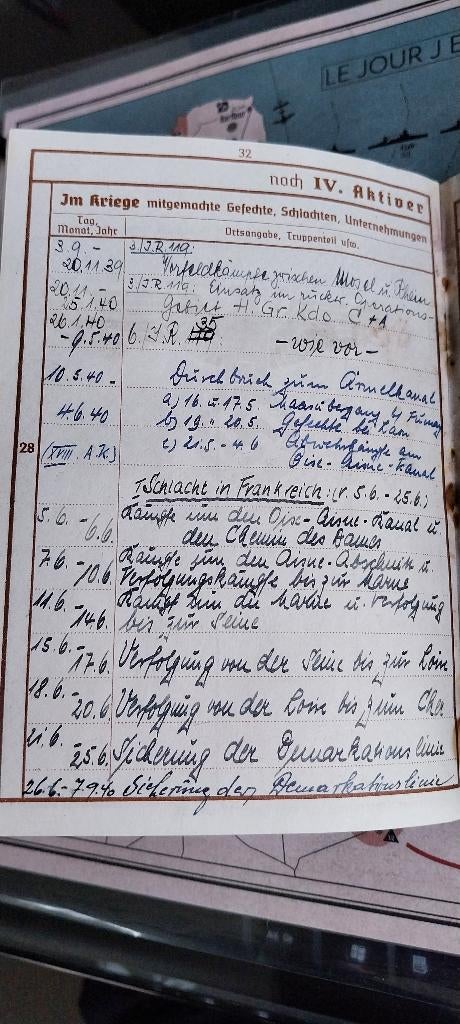 LE JOUR J E
32
noch IV. Aktiver
Im Kriege mitgemachte Gefechte, Schlachten, Unternehmungen
Tag, Monat, Jahr
Ortsangabe, Truppenteil usw.
3.9. - 20.11.39
3./J.R. 119:
Vorfeldkämpfe zwischen Mosel u. Rhein
20.11. - 25.1.40
3./J.R. 119: Einsatz im rückw. Operations-
Gebiet H. Gr. Kdo. C + A
26.1.40 - 9.5.40
6./J.R. 35 - wie vor -
10.5.40 - 4.6.40
Durchbruch zum Ärmelkanal
a) 16. u. 17.5 Maasübergang b/ Fumay
b) 19. " 20.5. Gefechte bei Laon
28
(XVIII. A.K)
c) 21.5 - 4.6 Abwehrkämpfe am
Oise-Aisne-Kanal
Schlacht in Frankreich: (v. 5.6. - 25.6.)
5.6. - 6.6.
Kämpfe um den Oise-Aisne-Kanal u.
den Chemin des Dames
7.6. - 10.6.
Kämpfe um den Aisne-Abschnitt u.
Verfolgungskämpfe bis zur Marne
11.6. - 14.6.
Kämpfe um die Marne u. Verfolgung
bis zur Seine
15.6. - 17.6.
Verfolgung von der Seine bis zur Loire
18.6. - 20.6.
Verfolgung von der Loire bis zum Cher
21.6. - 25.6.
Sicherung der Demarkationslinie
26.6. - 7.9.40 Sicherung der Demarkationslinie